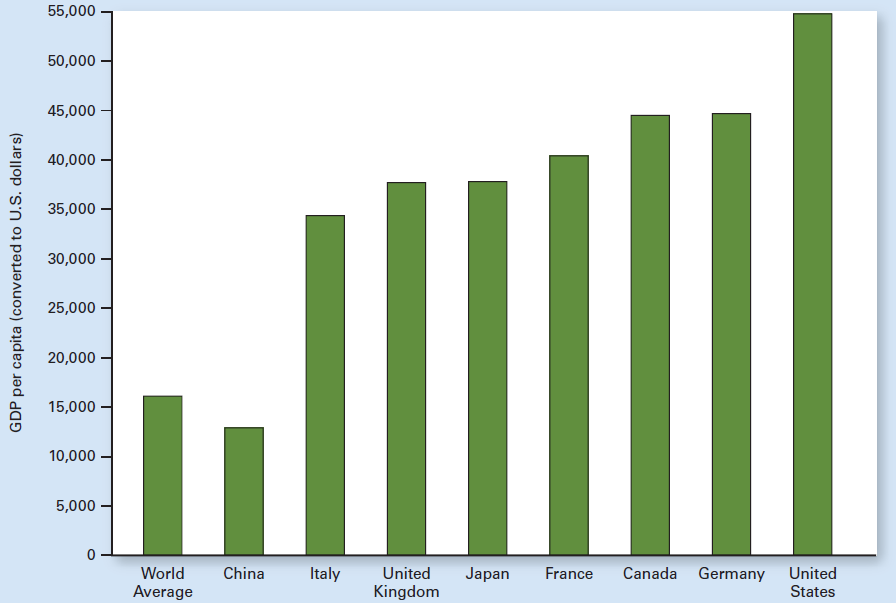 GDP per capita (converted to U.S. dollars)
55,000
50,000
45,000
40,000
35,000
30,000
25,000
20,000
15,000
10,000
5,000
0
World Average
China
Italy
United Kingdom
Japan
France
Canada
Germany
United States